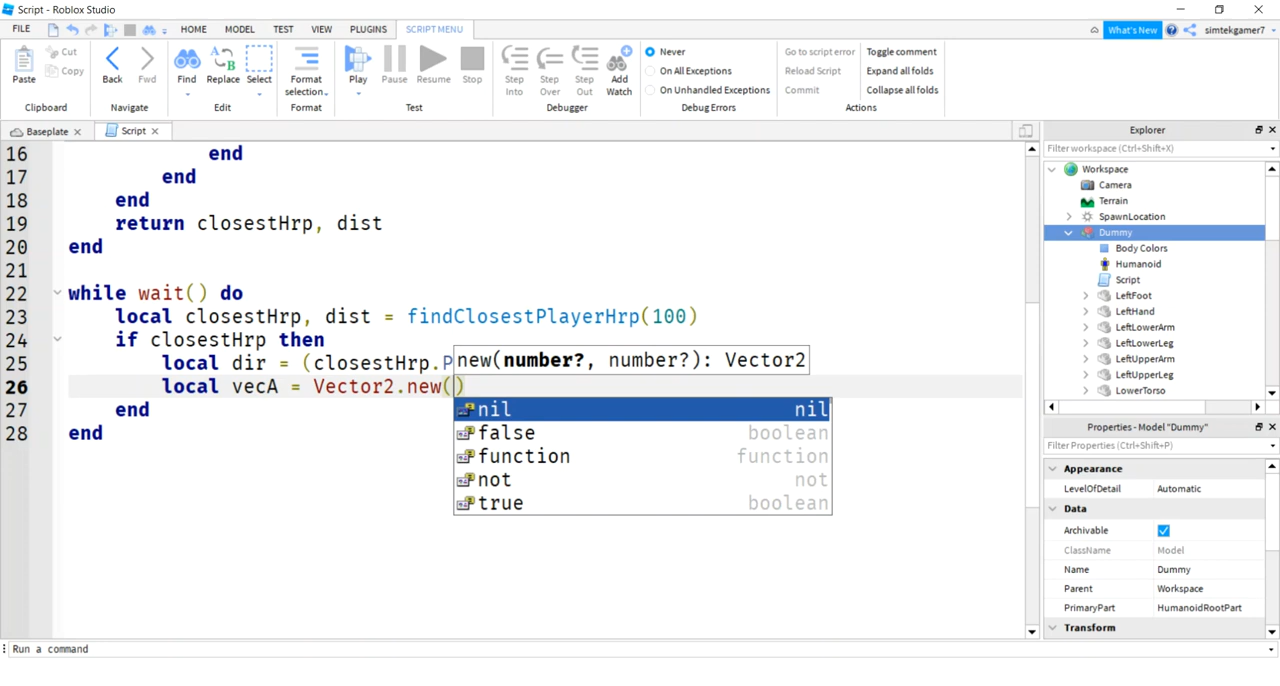 Script - Roblox Studio
FILE HOME MODEL TEST VIEW PLUGINS SCRIPT MENU What's New simtekgamer7
Paste Cut Copy Clipboard
Back Fwd Navigate
Find Replace Select Edit
Format selection Format
Play Pause Resume Stop Test
Step Into Step Over Step Out Add Watch Debugger
Never
On All Exceptions
On Unhandled Exceptions
Debug Errors
Go to script error
Reload Script
Commit
Toggle comment
Expand all folds
Collapse all folds
Actions
Baseplate Script
16 end
17 end
18 end
19 return closestHrp, dist
20 end
21
22 while wait() do
23 local closestHrp, dist = findClosestPlayerHrp(100)
24 if closestHrp then
25 local dir = (closestHrp.P
26 local vecA = Vector2.new()
27 end
28 end
new(number?, number?): Vector2
nil nil
false boolean
function function
not not
true boolean
Explorer
Filter workspace (Ctrl+Shift+X)
Workspace
Camera
Terrain
SpawnLocation
Dummy
Body Colors
Humanoid
Script
LeftFoot
LeftHand
LeftLowerArm
LeftLowerLeg
LeftUpperArm
LeftUpperLeg
LowerTorso
Properties - Model "Dummy"
Filter Properties (Ctrl+Shift+P)
Appearance
LevelOfDetail Automatic
Data
Archivable
ClassName Model
Name Dummy
Parent Workspace
PrimaryPart HumanoidRootPart
Transform
Run a command